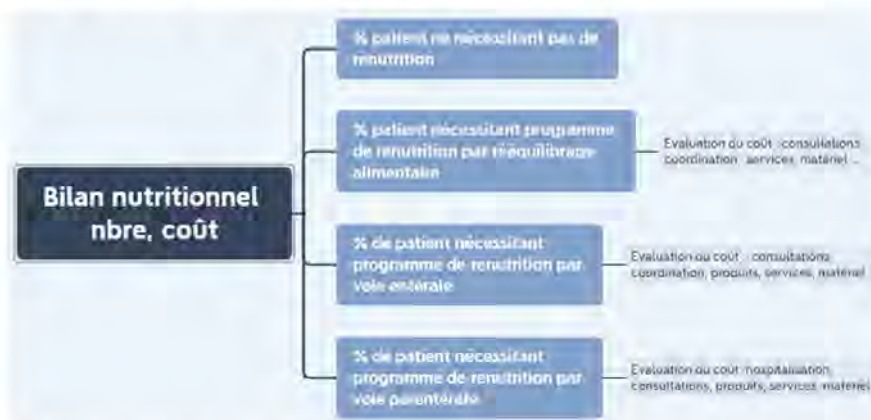 Bilan nutritionnel
nbre, coût
% patient ne nécessitant pas de
renutrition
% patient nécessitant programme
de renutrition par rééquilibrage
alimentaire
Evaluation du coût : consultations
coordination services, matériel ...
% de patient nécessitant
programme de renutrition par
voie entérale
Evaluation du coût : consultations
coordination, produits, services, matériel
% de patient nécessitant
programme de renutrition par
voie parentérale
Evaluation du coût hospitalisation,
consultations, produits, services, matériel